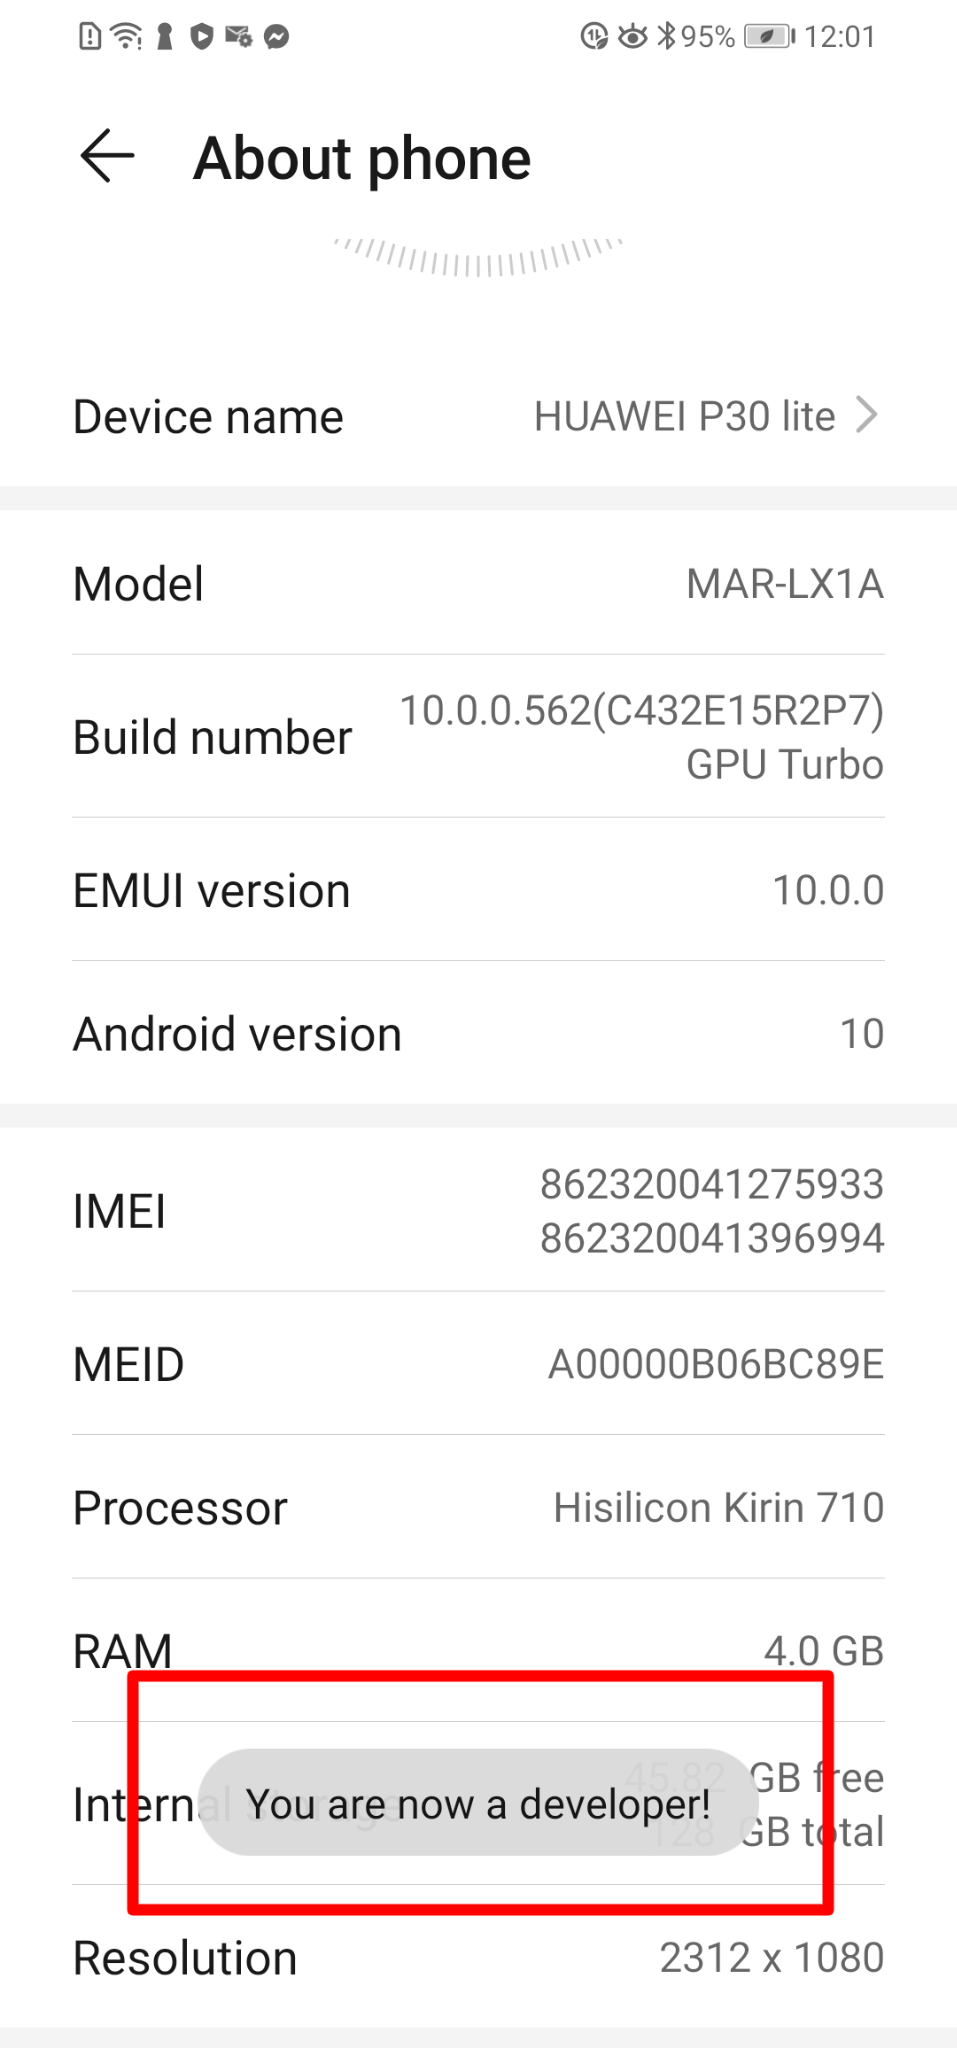 95% 12:01
About phone
Device name HUAWEI P30 lite
Model MAR-LX1A
Build number 10.0.0.562(C432E15R2P7)
GPU Turbo
EMUI version 10.0.0
Android version 10
IMEI 862320041275933
862320041396994
MEID A00000B06BC89E
Processor Hisilicon Kirin 710
RAM 4.0 GB
Internal storage 45.82 GB free
128 GB total
You are now a developer!
Resolution 2312 x 1080